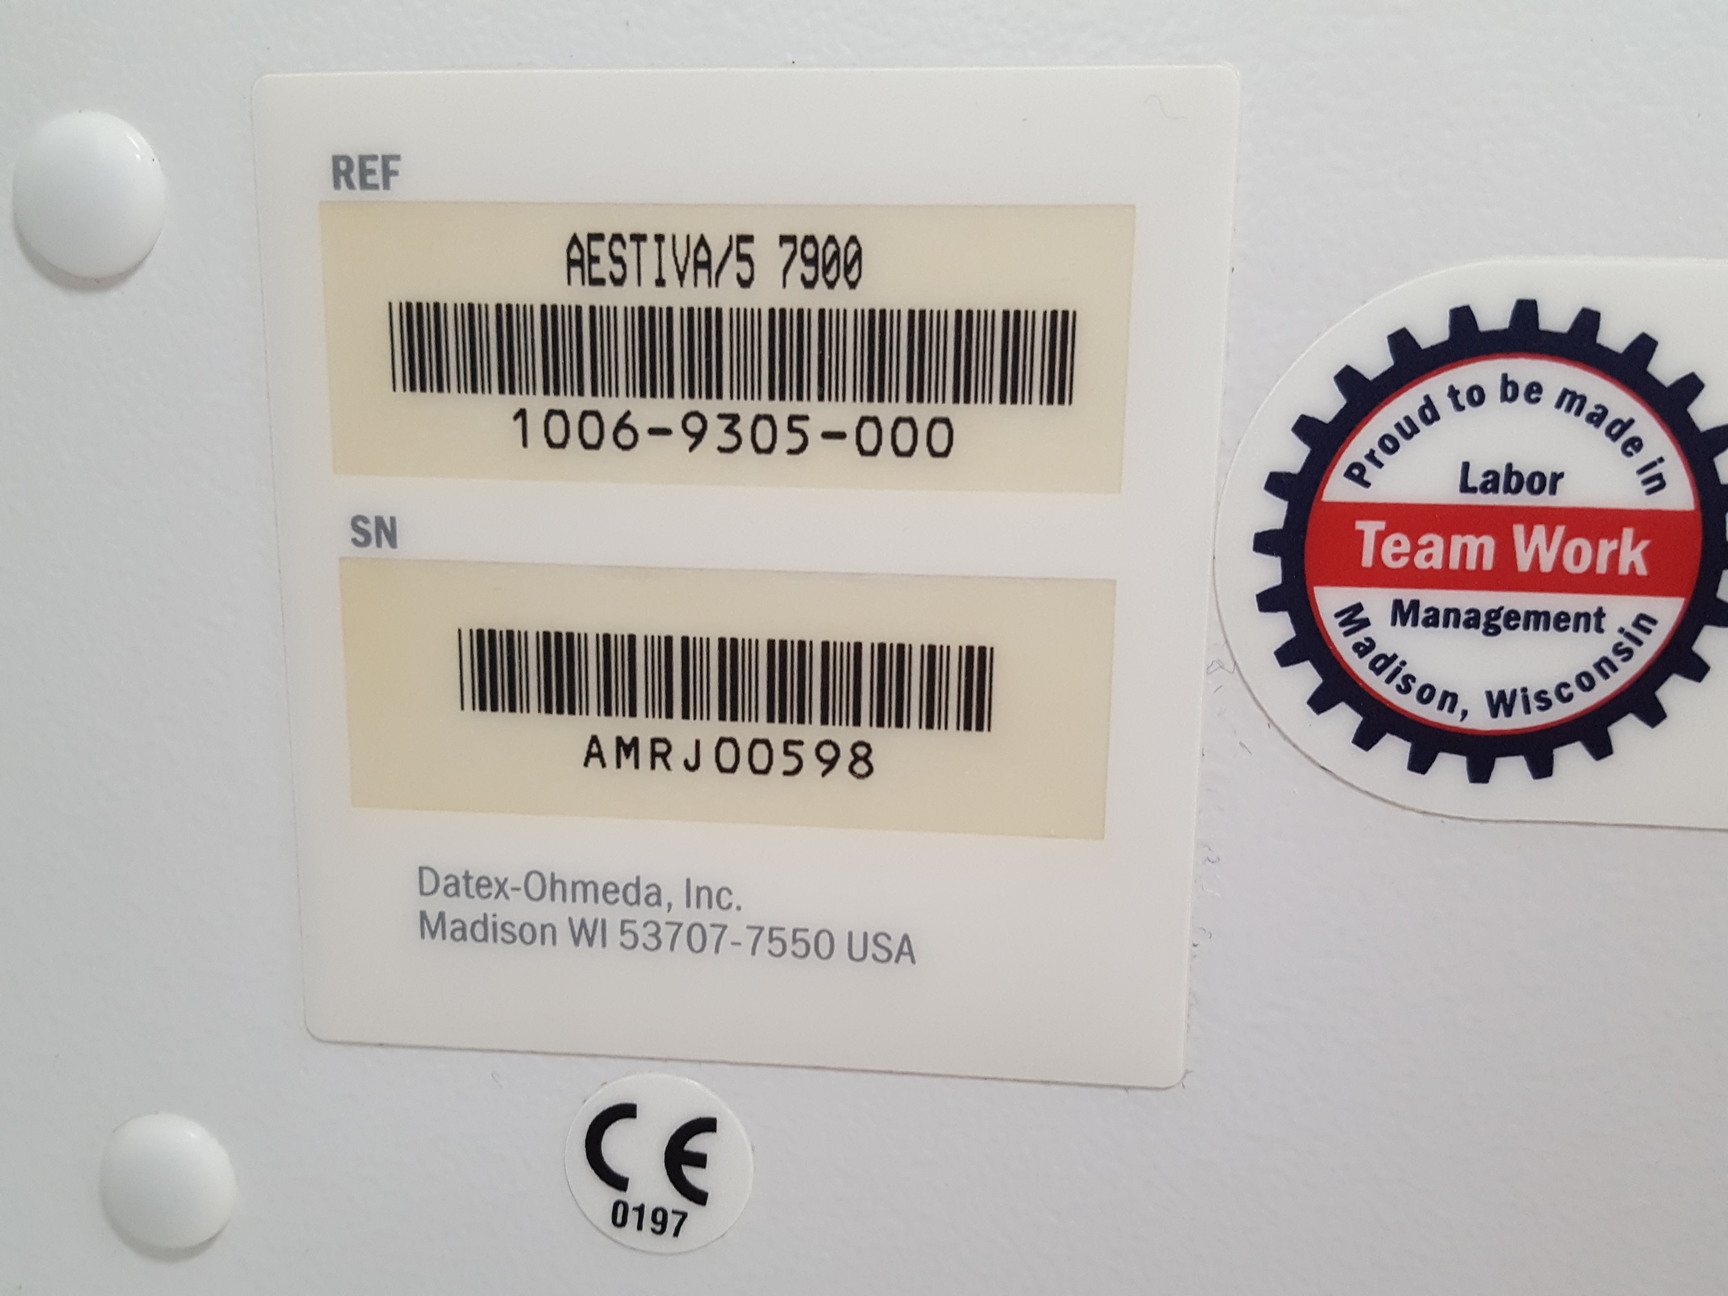 REF
AESTIVA/5 7900
1006-9305-000
SN
AMRJ00598
Datex-Ohmeda, Inc.
Madison WI 53707-7550 USA
CE
0197
Proud to be made in
Labor
Team Work
Management
Madison, Wisconsin